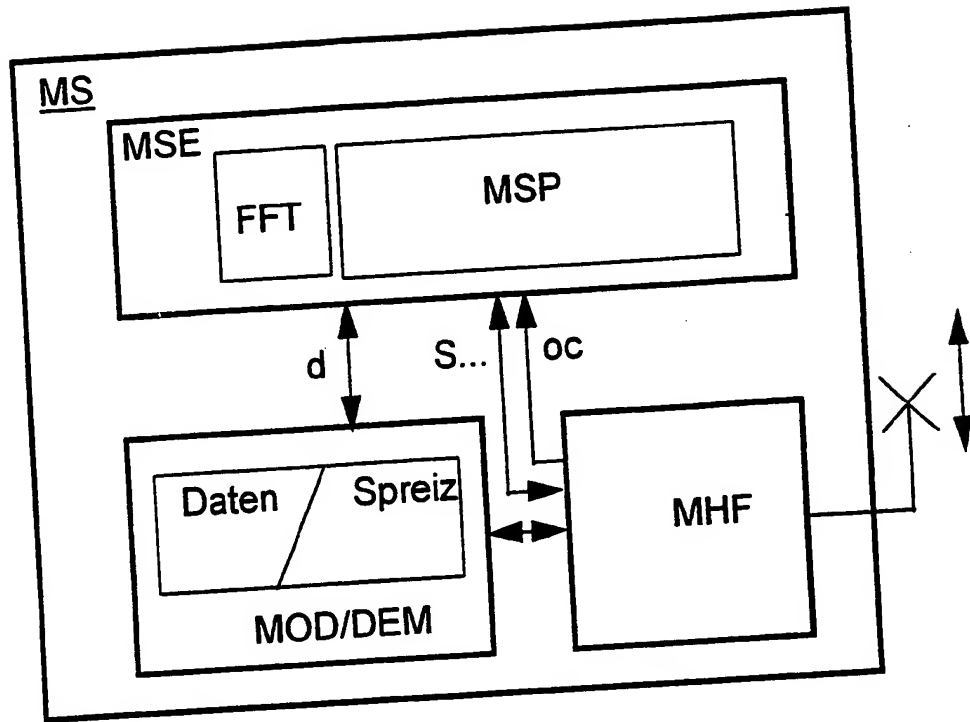 MS
MSE
FFT
MSP
d
S...
oc
Daten
Spreiz
MHF
MOD/DEM